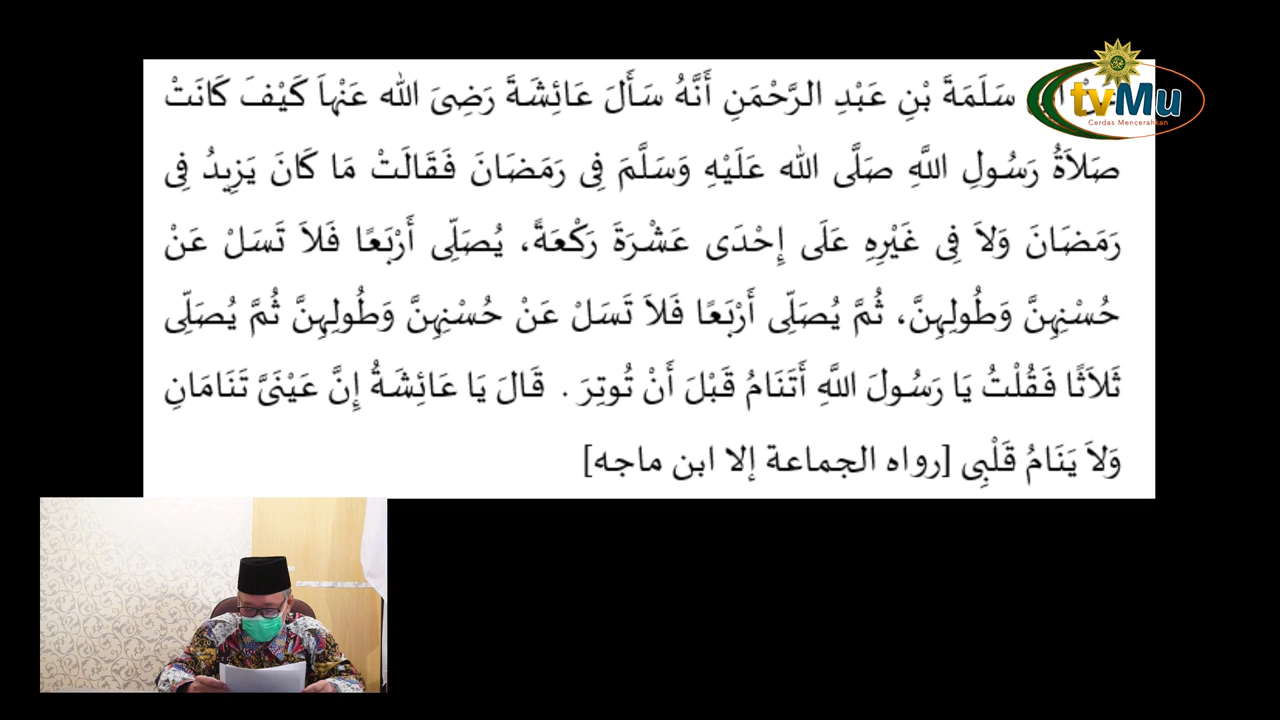 سَلَمَةَ بْنِ عَبْدِ الرَّحْمَنِ أَنَّهُ سَأَلَ عَائِشَةَ رَضِىَ الله عَنْهاَ كَيْفَ كَانَتْ
صَلاَةُ رَسُولِ اللَّهِ صَلَّى الله عَلَيْهِ وَسَلَّمَ فِى رَمَضَانَ فَقَالَتْ مَا كَانَ يَزِيدُ فِى
رَمَضَانَ وَلاَ فِى غَيْرِهِ عَلَى إِحْدَى عَشْرَةَ رَكْعَةً، يُصَلِّى أَرْبَعًا فَلاَ تَسَلْ عَنْ
حُسْنِهِنَّ وَطُولِهِنَّ، ثُمَّ يُصَلِّى أَرْبَعًا فَلاَ تَسَلْ عَنْ حُسْنِهِنَّ وَطُولِهِنَّ ثُمَّ يُصَلِّى
ثَلاَثًا فَقُلْتُ يَا رَسُولَ اللَّهِ أَتَنَامُ قَبْلَ أَنْ تُوتِرَ . قَالَ يَا عَائِشَةُ إِنَّ عَيْنَىَّ تَنَامَانِ
وَلاَ يَنَامُ قَلْبِى [رواه الجماعة إلا ابن ماجه]
tvMu
Cerdas Mencerahkan